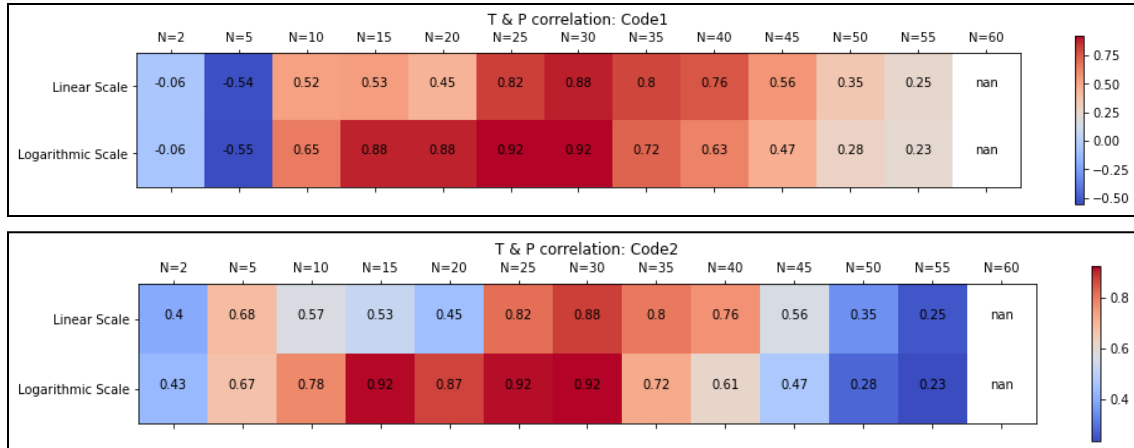 T & P correlation: Code1
N=2 N=5 N=10 N=15 N=20 N=25 N=30 N=35 N=40 N=45 N=50 N=55 N=60
Linear Scale -0.06 -0.54 0.52 0.53 0.45 0.82 0.88 0.8 0.76 0.56 0.35 0.25 nan
Logarithmic Scale -0.06 -0.55 0.65 0.88 0.88 0.92 0.92 0.72 0.63 0.47 0.28 0.23 nan
0.75
0.50
0.25
0.00
−0.25
−0.50
T & P correlation: Code2
N=2 N=5 N=10 N=15 N=20 N=25 N=30 N=35 N=40 N=45 N=50 N=55 N=60
Linear Scale 0.4 0.68 0.57 0.53 0.45 0.82 0.88 0.8 0.76 0.56 0.35 0.25 nan
Logarithmic Scale 0.43 0.67 0.78 0.92 0.87 0.92 0.92 0.72 0.61 0.47 0.28 0.23 nan
0.8
0.6
0.4